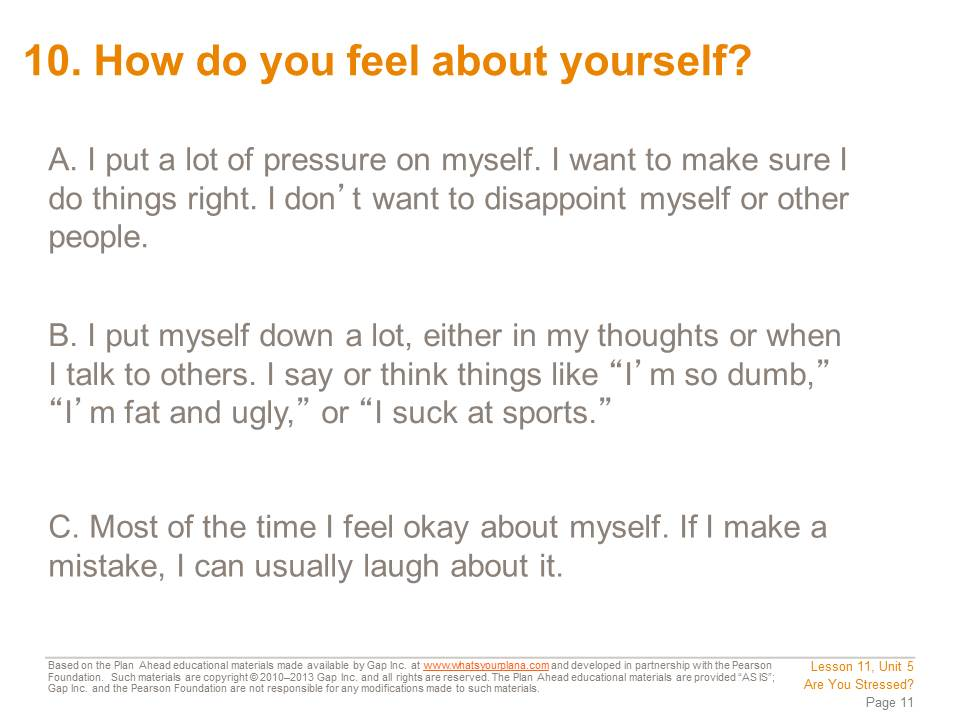 10. How do you feel about yourself?
A. I put a lot of pressure on myself. I want to make sure I
do things right. I don’t want to disappoint myself or other
people.
B. I put myself down a lot, either in my thoughts or when
I talk to others. I say or think things like “I’m so dumb,”
“I’m fat and ugly,” or “I suck at sports.”
C. Most of the time I feel okay about myself. If I make a
mistake, I can usually laugh about it.
Based on the Plan Ahead educational materials made available by Gap Inc. at www.whatsyourplana.com and developed in partnership with the Pearson
Foundation. Such materials are copyright © 2010–2013 Gap Inc. and all rights are reserved. The Plan Ahead educational materials are provided “AS IS”;
Gap Inc. and the Pearson Foundation are not responsible for any modifications made to such materials.
Lesson 11, Unit 5
Are You Stressed?
Page 11